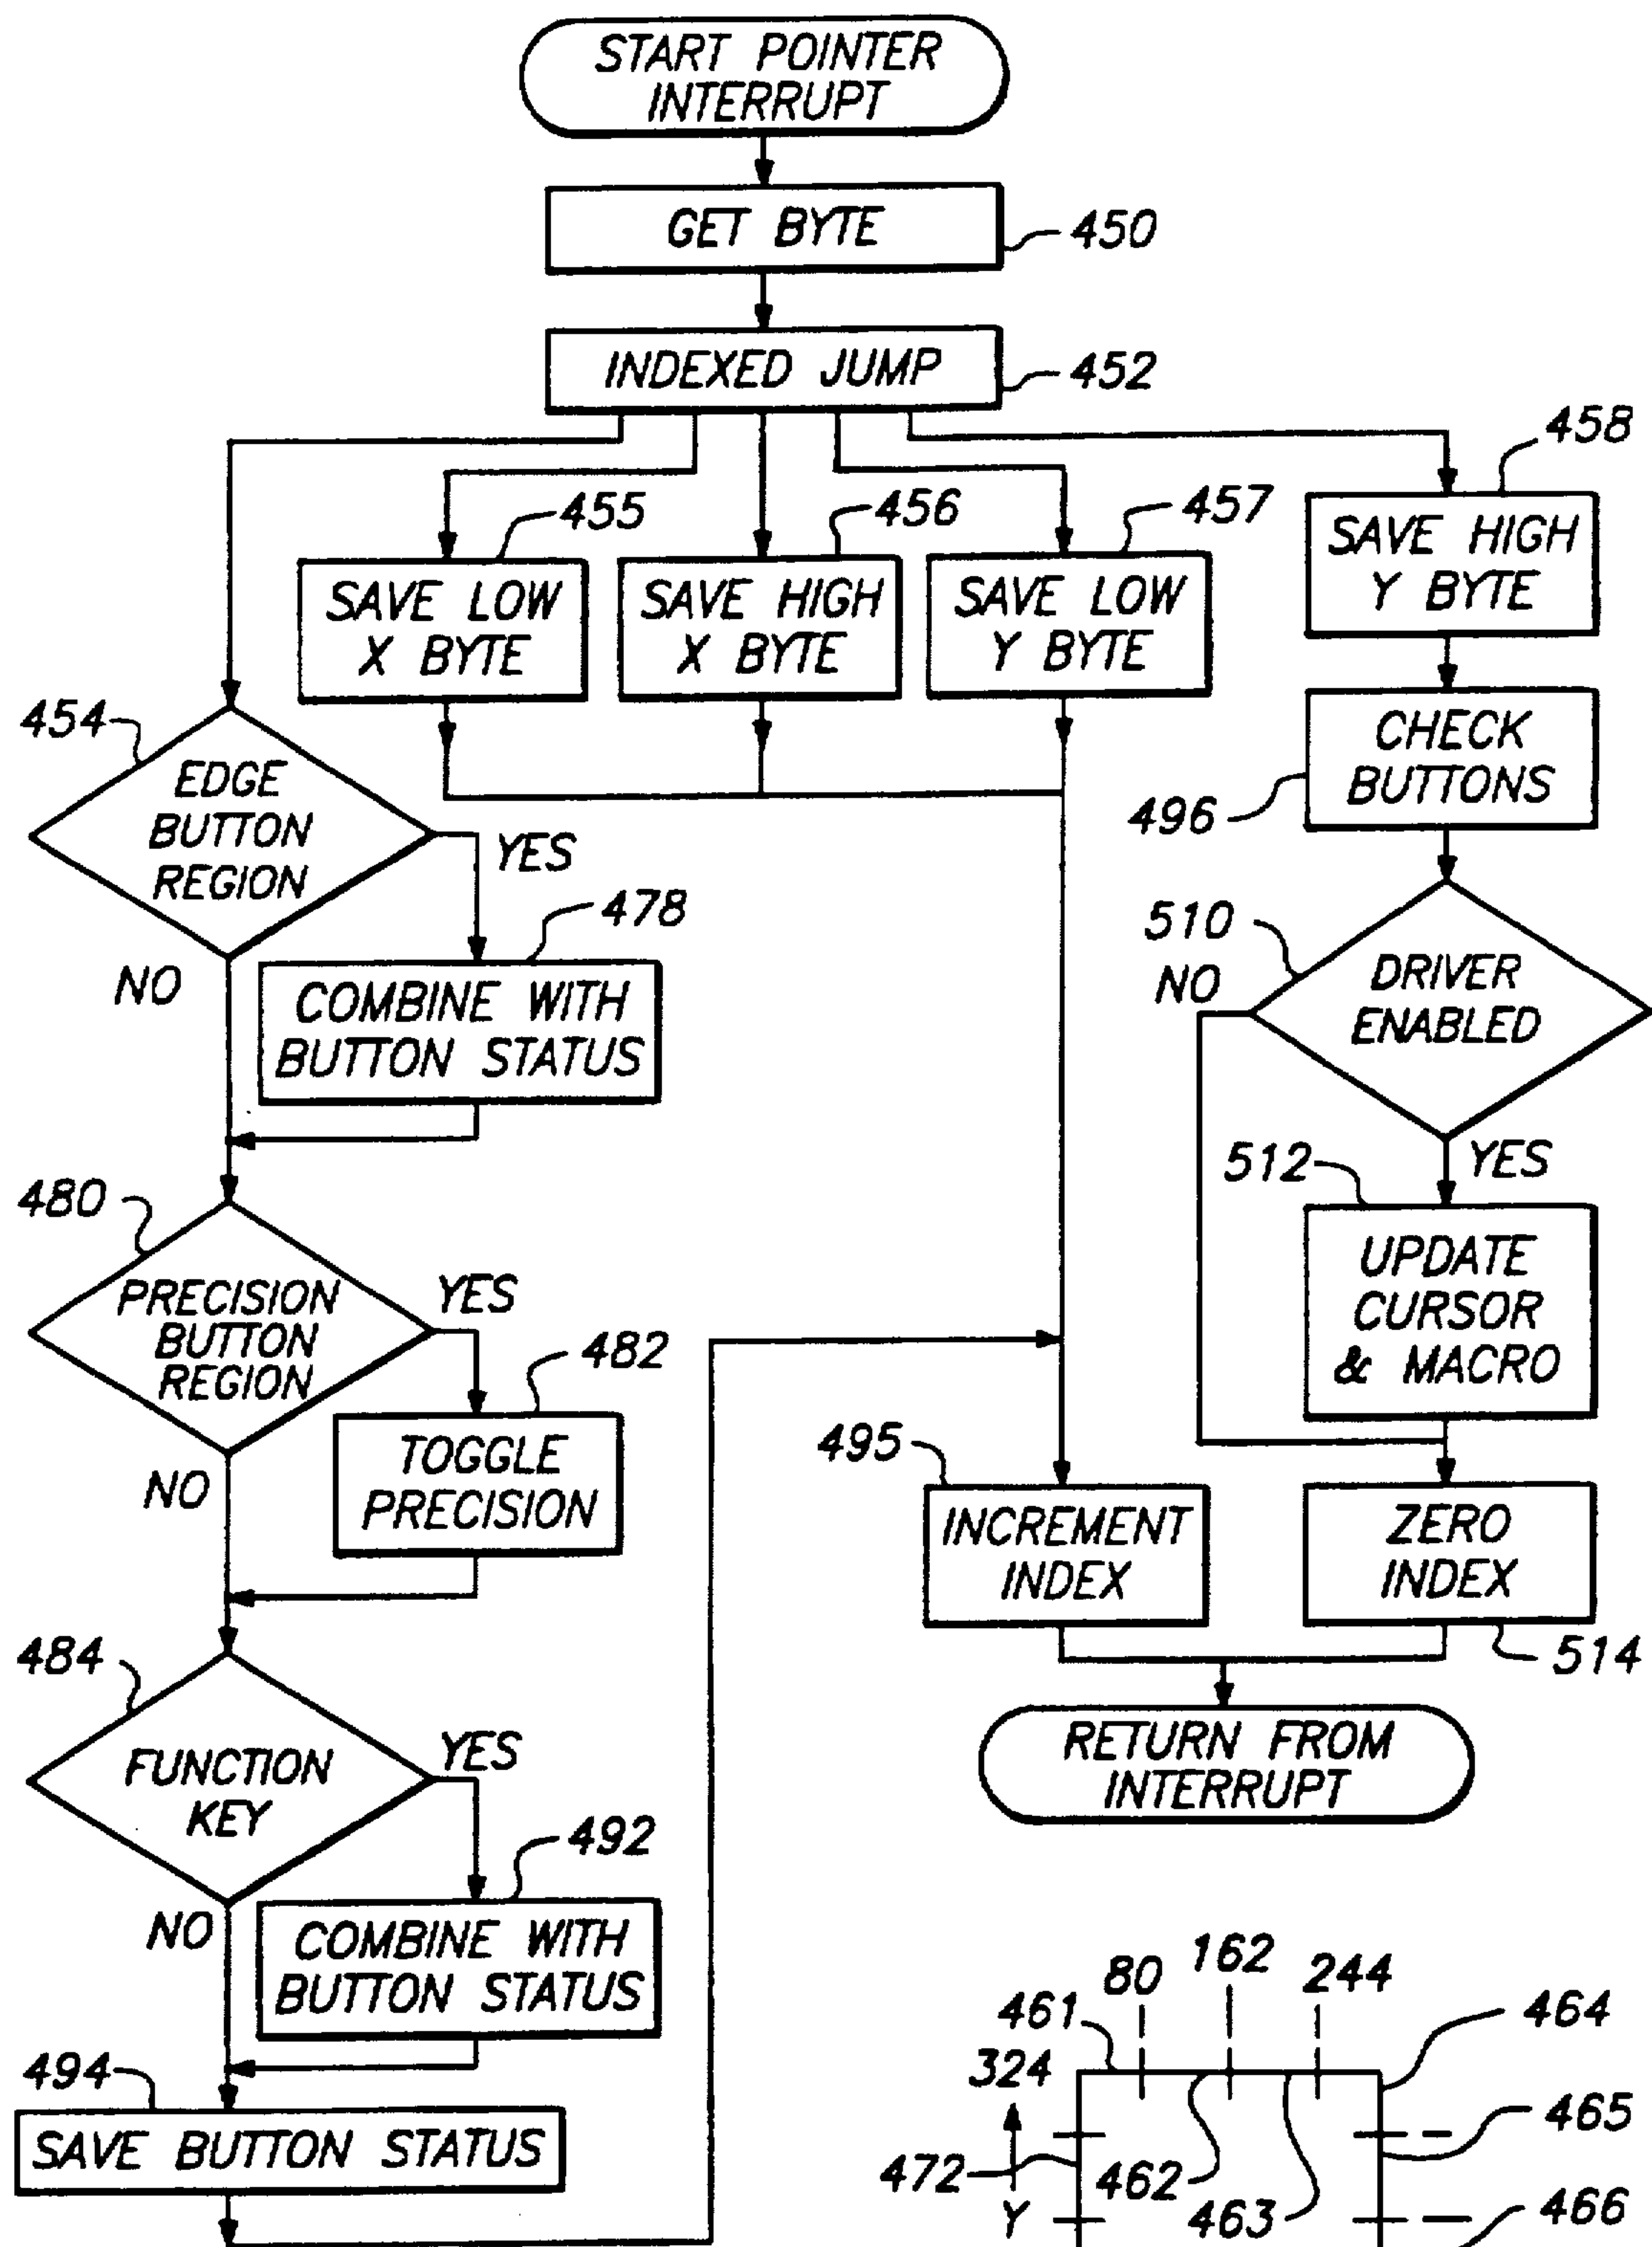 START POINTER
INTERRUPT
GET BYTE
450
INDEXED JUMP
452
458
455
456
457
SAVE HIGH
Y BYTE
SAVE LOW
X BYTE
SAVE HIGH
X BYTE
SAVE LOW
Y BYTE
454
EDGE
BUTTON
REGION
YES
NO
CHECK
BUTTONS
496
478
COMBINE WITH
BUTTON STATUS
510
NO
DRIVER
ENABLED
YES
512
UPDATE
CURSOR
& MACRO
480
PRECISION
BUTTON
REGION
YES
NO
482
TOGGLE
PRECISION
495
INCREMENT
INDEX
ZERO
INDEX
514
484
FUNCTION
KEY
YES
NO
RETURN FROM
INTERRUPT
492
COMBINE WITH
BUTTON STATUS
494
SAVE BUTTON STATUS
80
162
244
461
464
324
465
472
462
463
Y
466